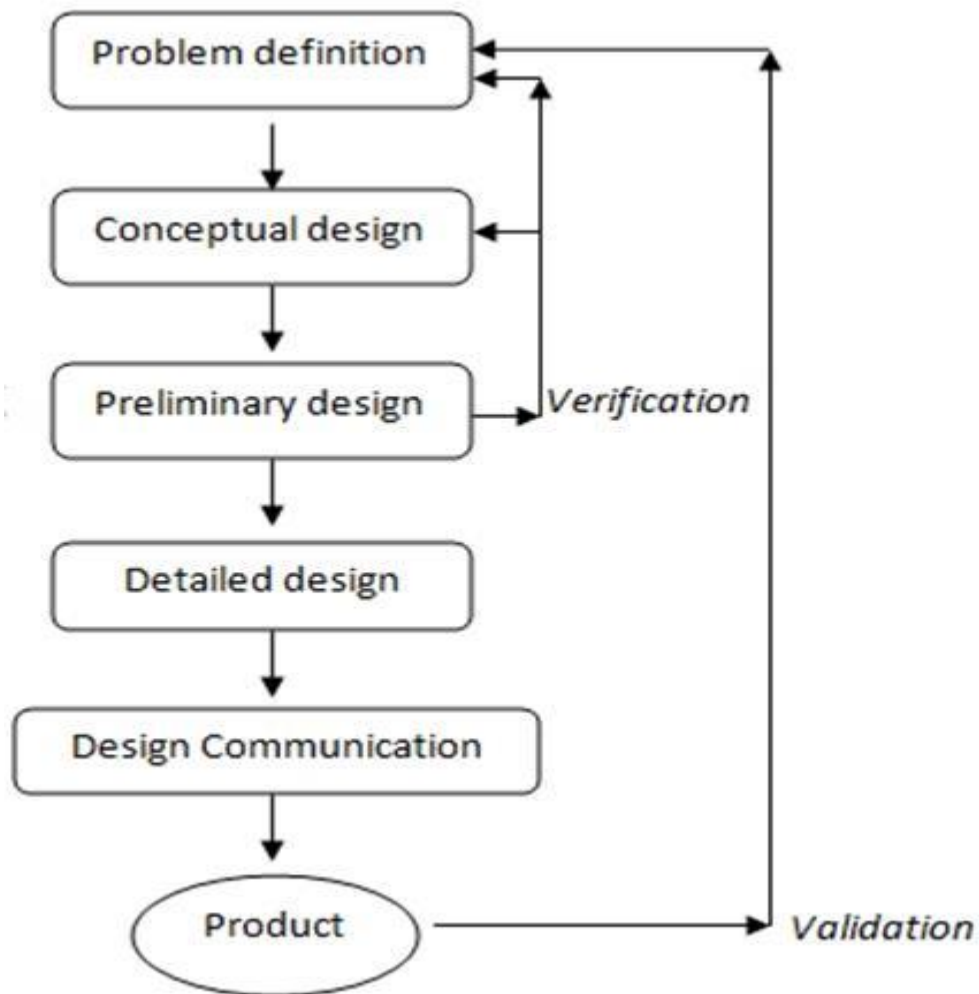 Problem definition
Conceptual design
Preliminary design
Verification
Detailed design
Design Communication
Product
Validation